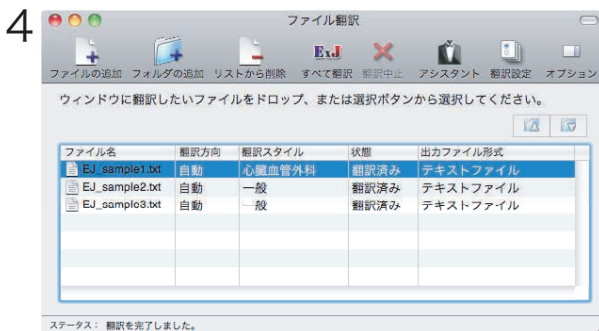 4
ファイル翻訳
ファイルの追加 フォルダの追加 リストから削除 すべて翻訳 翻訳中止 アシスタント 翻訳設定 オプション
ウィンドウに翻訳したいファイルをドロップ、または選択ボタンから選択してください。
ファイル名 翻訳方向 翻訳スタイル 状態 出力ファイル形式
EJ_sample1.txt 自動 心臓血管外科 翻訳済み テキストファイル
EJ_sample2.txt 自動 一般 翻訳済み テキストファイル
EJ_sample3.txt 自動 一般 翻訳済み テキストファイル
ステータス： 翻訳を完了しました。